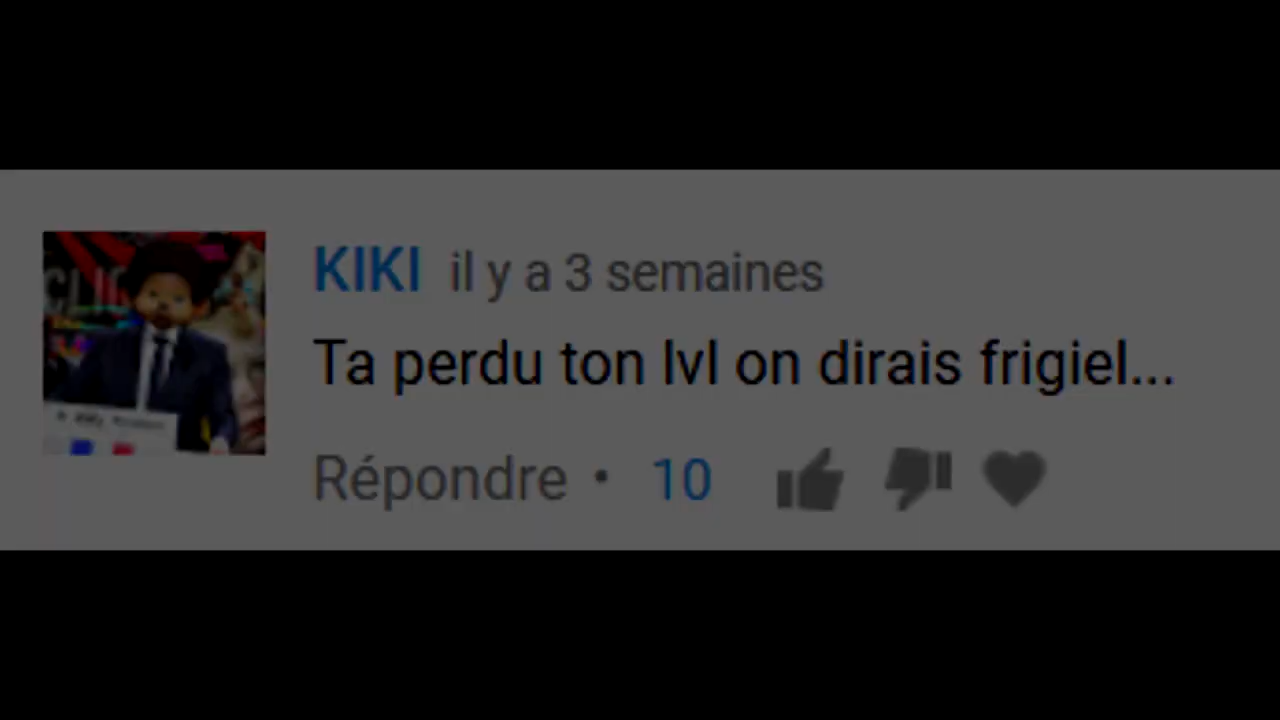 KIKI il y a 3 semaines
Ta perdu ton lvl on dirais frigiel...
Répondre • 10